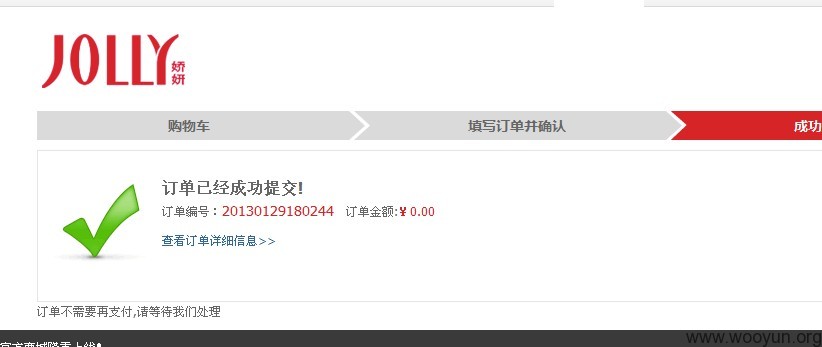 JOLLY 娇妍
购物车 填写订单并确认 成功
订单已经成功提交!
订单编号：20130129180244 订单金额:¥ 0.00
查看订单详细信息>>
订单不需要再支付,请等待我们处理
www.wooyun.org